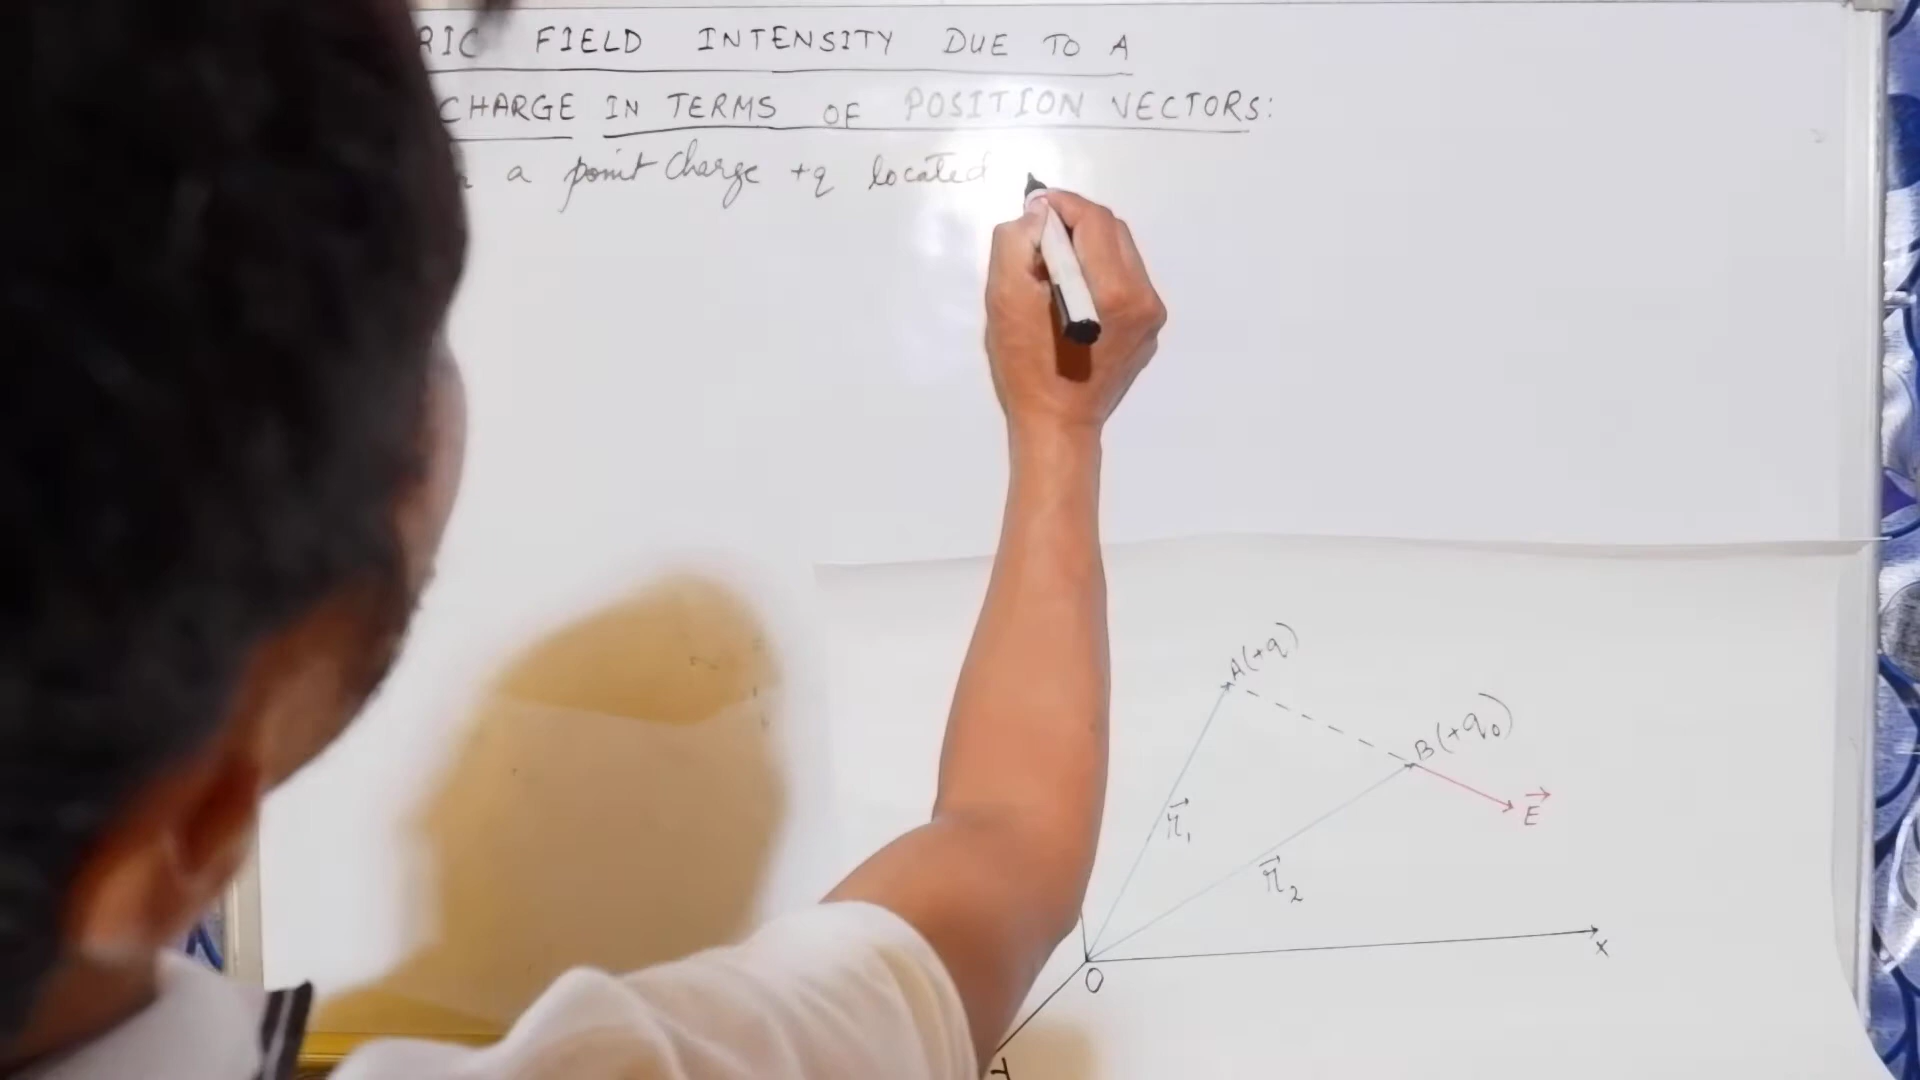 RIC FIELD INTENSITY DUE TO A
CHARGE IN TERMS OF POSITION VECTORS:
a point Charge +q located
A(+q)
B(+q₀)
E⃗
r⃗₁
r⃗₂
X
O
Y